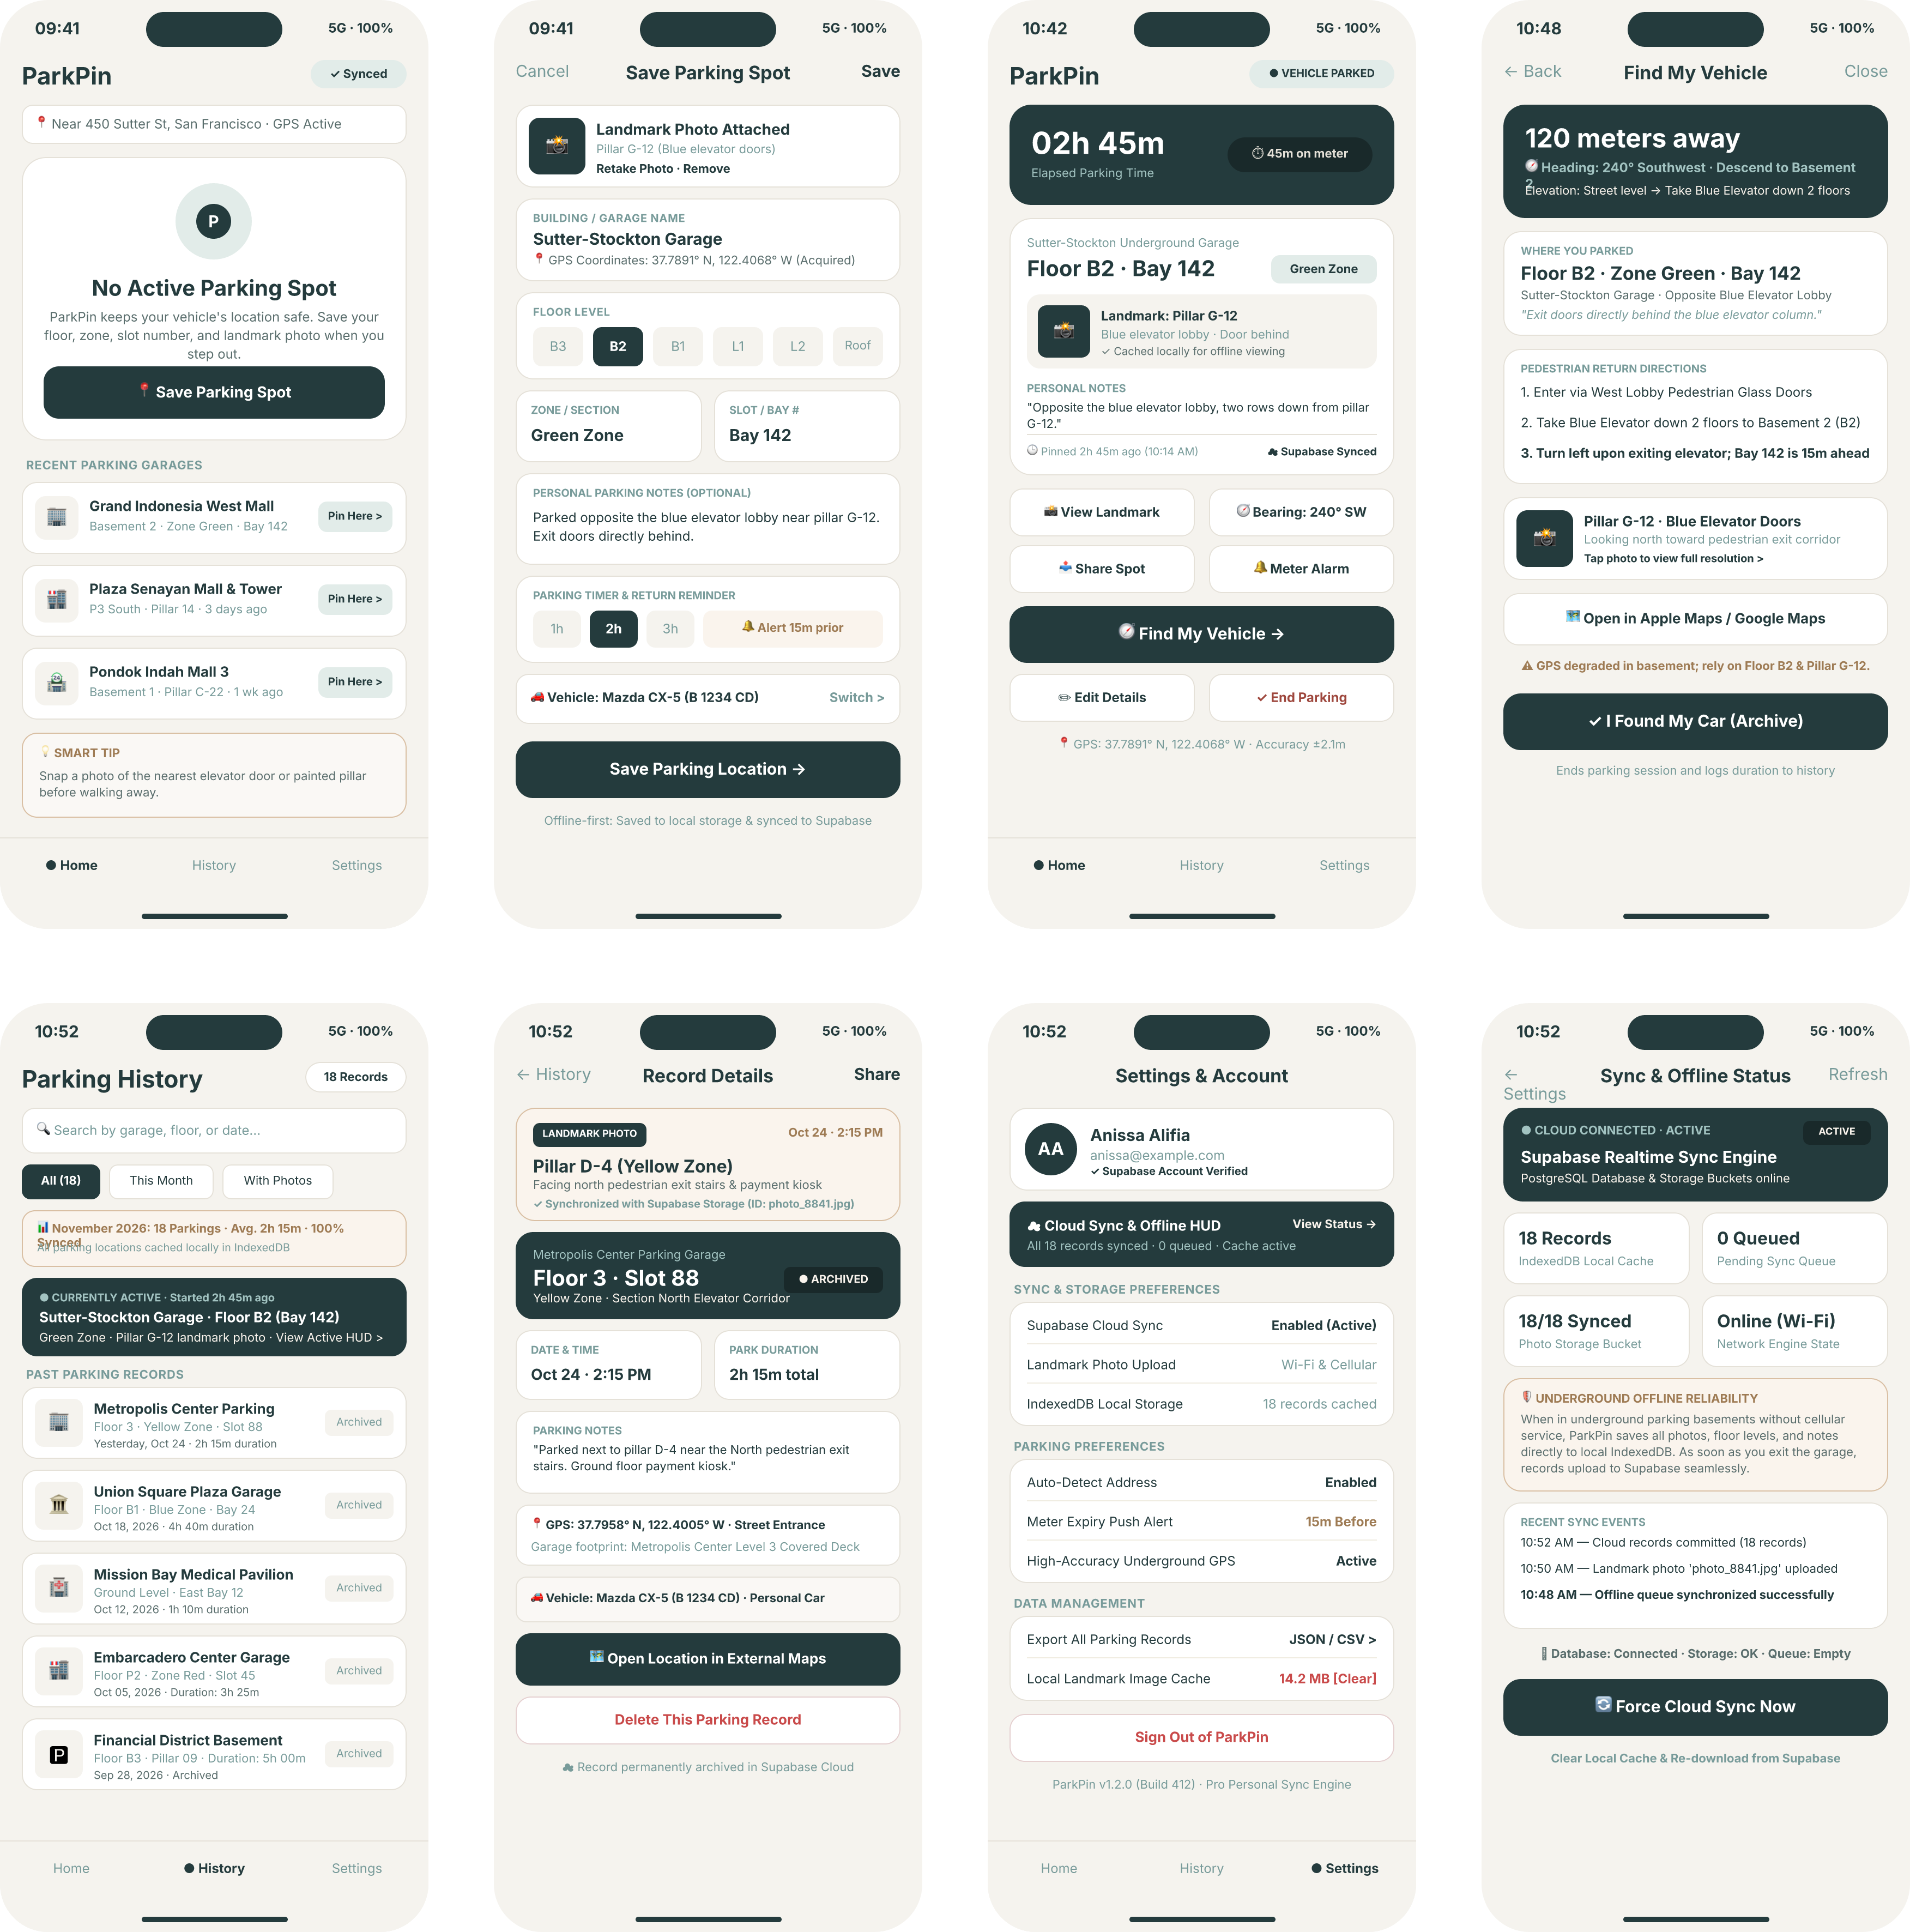 09:41
5G · 100%
ParkPin
✓ Synced
📍 Near 450 Sutter St, San Francisco · GPS Active
P
No Active Parking Spot
ParkPin keeps your vehicle's location safe. Save your
floor, zone, slot number, and landmark photo when you
step out.
📍 Save Parking Spot
RECENT PARKING GARAGES
Grand Indonesia West Mall
Basement 2 · Zone Green · Bay 142
Pin Here >
Plaza Senayan Mall & Tower
P3 South · Pillar 14 · 3 days ago
Pin Here >
Pondok Indah Mall 3
Basement 1 · Pillar C-22 · 1 wk ago
Pin Here >
💡 SMART TIP
Snap a photo of the nearest elevator door or painted pillar
before walking away.
● Home
History
Settings
09:41
5G · 100%
Cancel
Save Parking Spot
Save
Landmark Photo Attached
Pillar G-12 (Blue elevator doors)
Retake Photo · Remove
BUILDING / GARAGE NAME
Sutter-Stockton Garage
📍 GPS Coordinates: 37.7891° N, 122.4068° W (Acquired)
FLOOR LEVEL
B3
B2
B1
L1
L2
Roof
ZONE / SECTION
Green Zone
SLOT / BAY #
Bay 142
PERSONAL PARKING NOTES (OPTIONAL)
Parked opposite the blue elevator lobby near pillar G-12.
Exit doors directly behind.
PARKING TIMER & RETURN REMINDER
1h
2h
3h
🔔 Alert 15m prior
🚗 Vehicle: Mazda CX-5 (B 1234 CD)
Switch >
Save Parking Location →
Offline-first: Saved to local storage & synced to Supabase
10:42
5G · 100%
ParkPin
● VEHICLE PARKED
02h 45m
Elapsed Parking Time
⏱ 45m on meter
Sutter-Stockton Underground Garage
Floor B2 · Bay 142
Green Zone
Landmark: Pillar G-12
Blue elevator lobby · Door behind
✓ Cached locally for offline viewing
PERSONAL NOTES
"Opposite the blue elevator lobby, two rows down from pillar
G-12."
🕒 Pinned 2h 45m ago (10:14 AM)
☁ Supabase Synced
📸 View Landmark
🧭 Bearing: 240° SW
📤 Share Spot
🔔 Meter Alarm
🧭 Find My Vehicle →
✏ Edit Details
✓ End Parking
📍 GPS: 37.7891° N, 122.4068° W · Accuracy ±2.1m
● Home
History
Settings
10:48
5G · 100%
← Back
Find My Vehicle
Close
120 meters away
🧭 Heading: 240° Southwest · Descend to Basement
2
Elevation: Street level → Take Blue Elevator down 2 floors
WHERE YOU PARKED
Floor B2 · Zone Green · Bay 142
Sutter-Stockton Garage · Opposite Blue Elevator Lobby
"Exit doors directly behind the blue elevator column."
PEDESTRIAN RETURN DIRECTIONS
1. Enter via West Lobby Pedestrian Glass Doors
2. Take Blue Elevator down 2 floors to Basement 2 (B2)
3. Turn left upon exiting elevator; Bay 142 is 15m ahead
Pillar G-12 · Blue Elevator Doors
Looking north toward pedestrian exit corridor
Tap photo to view full resolution >
🗺 Open in Apple Maps / Google Maps
⚠ GPS degraded in basement; rely on Floor B2 & Pillar G-12.
✓ I Found My Car (Archive)
Ends parking session and logs duration to history
10:52
5G · 100%
Parking History
18 Records
🔍 Search by garage, floor, or date...
All (18)
This Month
With Photos
📊 November 2026: 18 Parkings · Avg. 2h 15m · 100%
Synced
All parking locations cached locally in IndexedDB
● CURRENTLY ACTIVE · Started 2h 45m ago
Sutter-Stockton Garage · Floor B2 (Bay 142)
Green Zone · Pillar G-12 landmark photo · View Active HUD >
PAST PARKING RECORDS
Metropolis Center Parking
Floor 3 · Yellow Zone · Slot 88
Yesterday, Oct 24 · 2h 15m duration
Archived
Union Square Plaza Garage
Floor B1 · Blue Zone · Bay 24
Oct 18, 2026 · 4h 40m duration
Archived
Mission Bay Medical Pavilion
Ground Level · East Bay 12
Oct 12, 2026 · 1h 10m duration
Archived
Embarcadero Center Garage
Floor P2 · Zone Red · Slot 45
Oct 05, 2026 · Duration: 3h 25m
Archived
Financial District Basement
Floor B3 · Pillar 09 · Duration: 5h 00m
Sep 28, 2026 · Archived
Archived
Home
● History
Settings
10:52
5G · 100%
← History
Record Details
Share
LANDMARK PHOTO
Oct 24 · 2:15 PM
Pillar D-4 (Yellow Zone)
Facing north pedestrian exit stairs & payment kiosk
✓ Synchronized with Supabase Storage (ID: photo_8841.jpg)
Metropolis Center Parking Garage
Floor 3 · Slot 88
● ARCHIVED
Yellow Zone · Section North Elevator Corridor
DATE & TIME
Oct 24 · 2:15 PM
PARK DURATION
2h 15m total
PARKING NOTES
"Parked next to pillar D-4 near the North pedestrian exit
stairs. Ground floor payment kiosk."
📍 GPS: 37.7958° N, 122.4005° W · Street Entrance
Garage footprint: Metropolis Center Level 3 Covered Deck
🚗 Vehicle: Mazda CX-5 (B 1234 CD) · Personal Car
🗺 Open Location in External Maps
Delete This Parking Record
☁ Record permanently archived in Supabase Cloud
10:52
5G · 100%
Settings & Account
AA
Anissa Alifia
anissa@example.com
✓ Supabase Account Verified
☁ Cloud Sync & Offline HUD
View Status →
All 18 records synced · 0 queued · Cache active
SYNC & STORAGE PREFERENCES
Supabase Cloud Sync
Enabled (Active)
Landmark Photo Upload
Wi-Fi & Cellular
IndexedDB Local Storage
18 records cached
PARKING PREFERENCES
Auto-Detect Address
Enabled
Meter Expiry Push Alert
15m Before
High-Accuracy Underground GPS
Active
DATA MANAGEMENT
Export All Parking Records
JSON / CSV >
Local Landmark Image Cache
14.2 MB [Clear]
Sign Out of ParkPin
ParkPin v1.2.0 (Build 412) · Pro Personal Sync Engine
Home
History
● Settings
10:52
5G · 100%
←
Settings
Sync & Offline Status
Refresh
● CLOUD CONNECTED · ACTIVE
ACTIVE
Supabase Realtime Sync Engine
PostgreSQL Database & Storage Buckets online
18 Records
IndexedDB Local Cache
0 Queued
Pending Sync Queue
18/18 Synced
Photo Storage Bucket
Online (Wi-Fi)
Network Engine State
🛡 UNDERGROUND OFFLINE RELIABILITY
When in underground parking basements without cellular
service, ParkPin saves all photos, floor levels, and notes
directly to local IndexedDB. As soon as you exit the garage,
records upload to Supabase seamlessly.
RECENT SYNC EVENTS
10:52 AM — Cloud records committed (18 records)
10:50 AM — Landmark photo 'photo_8841.jpg' uploaded
10:48 AM — Offline queue synchronized successfully
Database: Connected · Storage: OK · Queue: Empty
🔄 Force Cloud Sync Now
Clear Local Cache & Re-download from Supabase